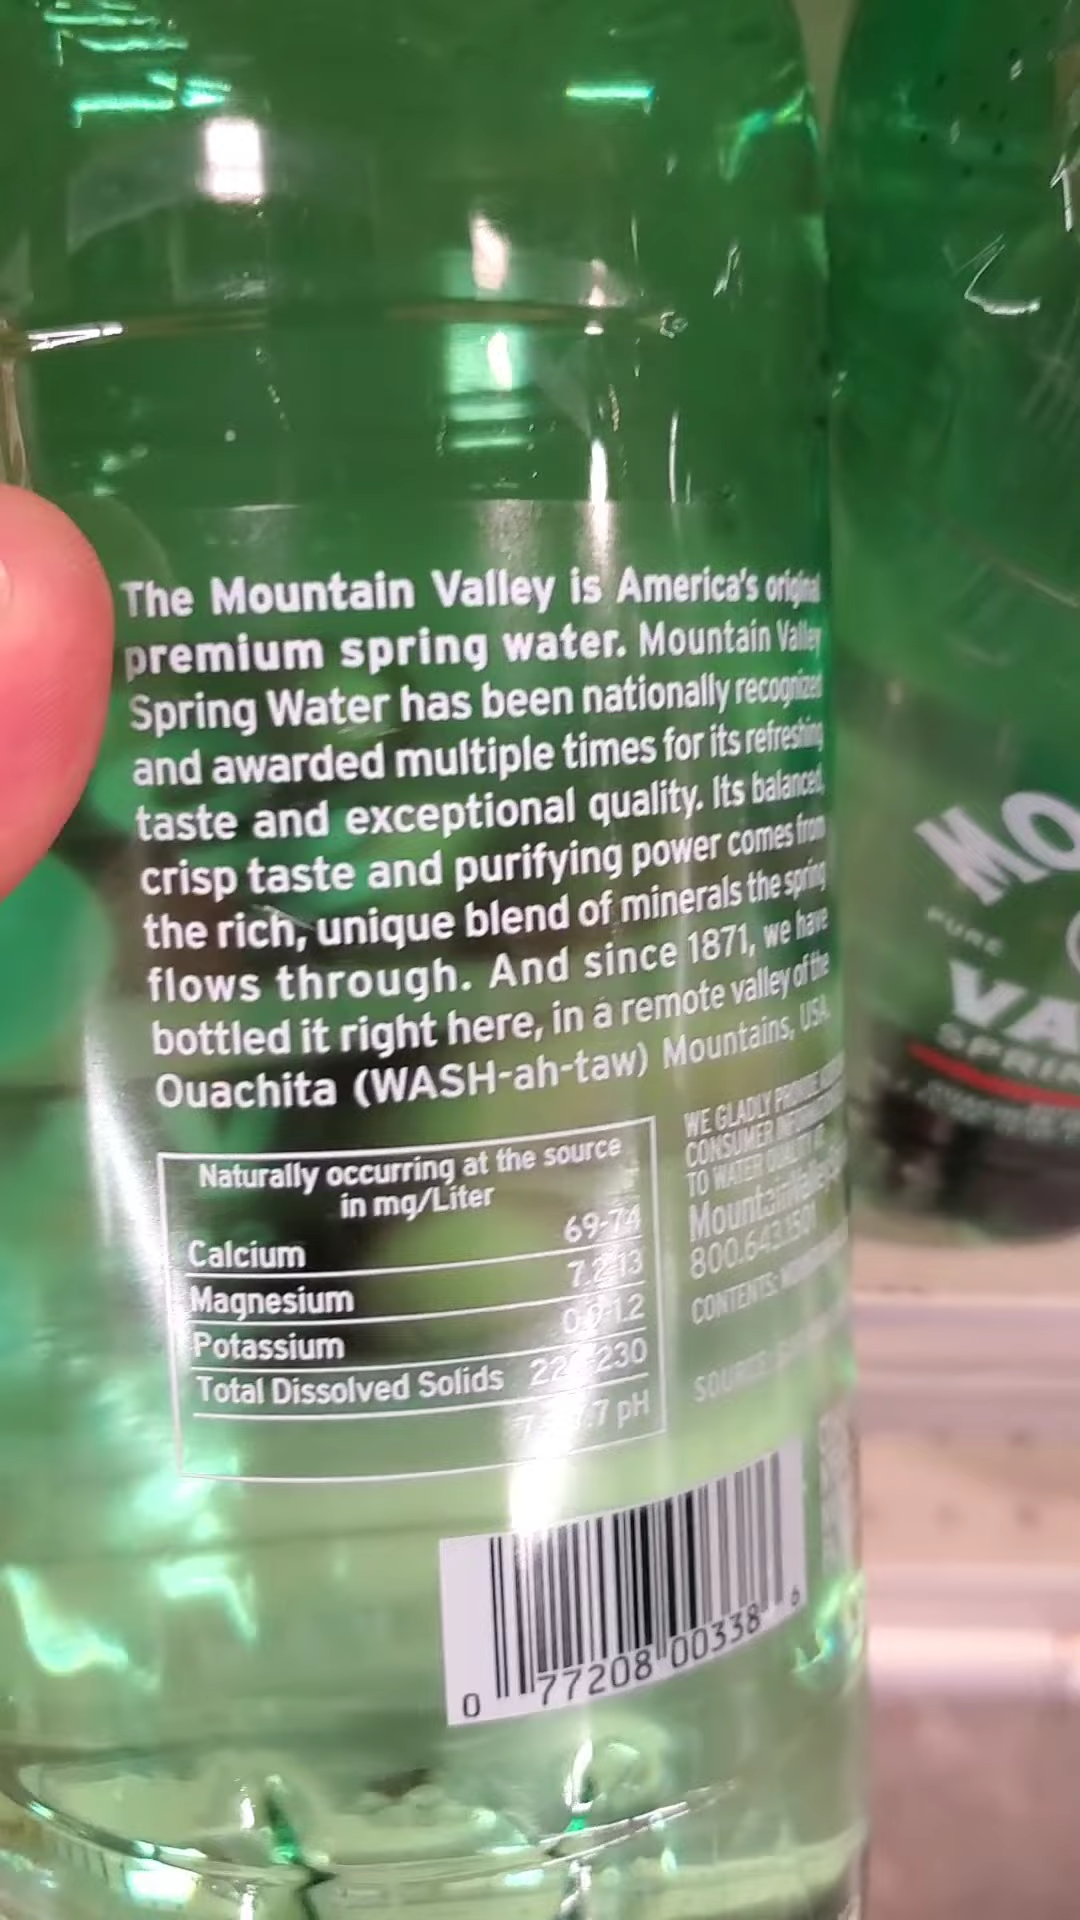 The Mountain Valley is America's original
premium spring water. Mountain Valley
Spring Water has been nationally recognized
and awarded multiple times for its refreshing
taste and exceptional quality. Its balanced,
crisp taste and purifying power comes from
the rich, unique blend of minerals the spring
flows through. And since 1871, we have
bottled it right here, in a remote valley of the
Ouachita (WASH-ah-taw) Mountains, USA.
Naturally occurring at the source
in mg/Liter
Calcium 69-74
Magnesium
Potassium
Total Dissolved Solids
pH
WE GLADLY PROVIDE
CONSUMER
TO WATER QUALITY
CONTENTS:
0 77208 00338 6
MO
PURE
VA
SPRIN